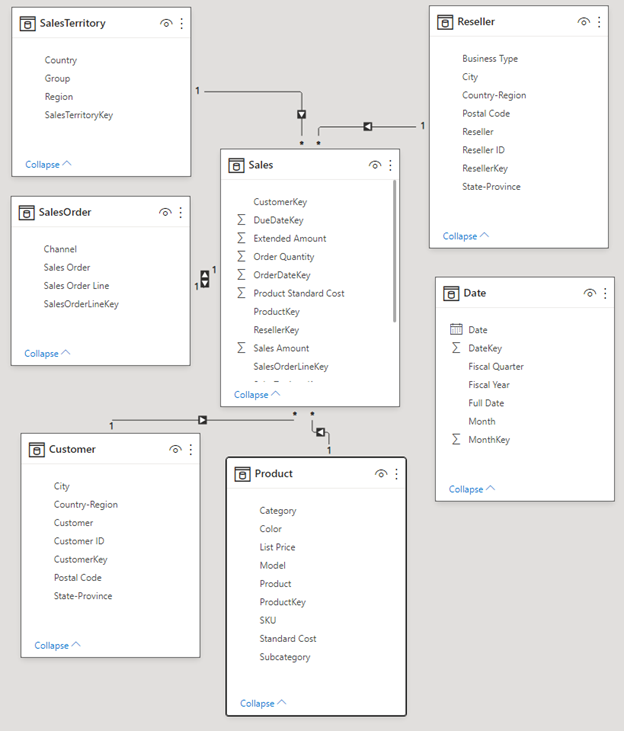 SalesTerritory
Country
Group
Region
SalesTerritoryKey
Collapse
Reseller
Business Type
City
Country-Region
Postal Code
Reseller
Reseller ID
ResellerKey
State-Province
Collapse
1
*
*
1
Sales
CustomerKey
Σ DueDateKey
Σ Extended Amount
Σ Order Quantity
Σ OrderDateKey
Σ Product Standard Cost
ProductKey
ResellerKey
Σ Sales Amount
SalesOrderLineKey
Collapse
SalesOrder
Channel
Sales Order
Sales Order Line
SalesOrderLineKey
Collapse
1
1
Date
Date
Σ DateKey
Fiscal Quarter
Fiscal Year
Full Date
Month
Σ MonthKey
Collapse
1
*
*
1
Customer
City
Country-Region
Customer
Customer ID
CustomerKey
Postal Code
State-Province
Collapse
Product
Category
Color
List Price
Model
Product
ProductKey
SKU
Standard Cost
Subcategory
Collapse